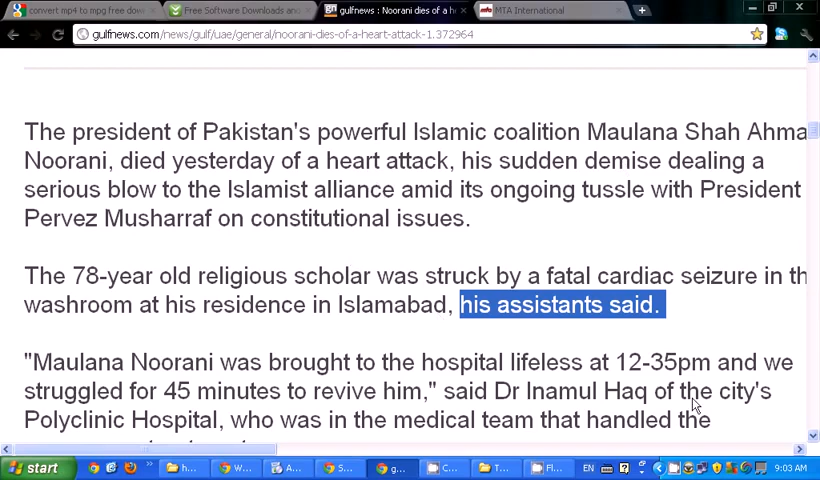 convert mp4 to mpg free dow
Free Software Downloads and
gulfnews : Noorani dies of a he
MTA International
gulfnews.com/news/gulf/uae/general/noorani-dies-of-a-heart-attack-1.372964
The president of Pakistan's powerful Islamic coalition Maulana Shah Ahma
Noorani, died yesterday of a heart attack, his sudden demise dealing a
serious blow to the Islamist alliance amid its ongoing tussle with President
Pervez Musharraf on constitutional issues.
The 78-year old religious scholar was struck by a fatal cardiac seizure in th
washroom at his residence in Islamabad, his assistants said.
"Maulana Noorani was brought to the hospital lifeless at 12-35pm and we
struggled for 45 minutes to revive him," said Dr Inamul Haq of the city's
Polyclinic Hospital, who was in the medical team that handled the
start
h...
W...
A...
S...
g...
C...
T...
Fl...
EN
9:03 AM